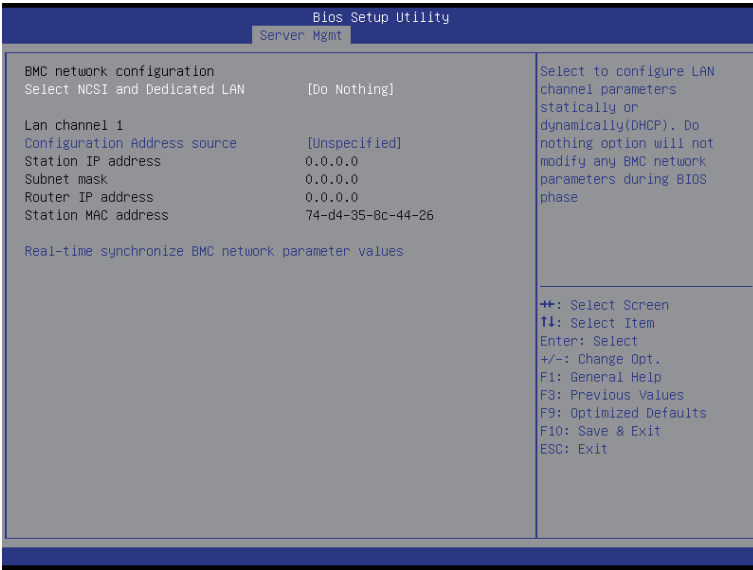 Bios Setup Utility
Server Mgmt
BMC network configuration
Select NCSI and Dedicated LAN [Do Nothing]
Lan channel 1
Configuration Address source [Unspecified]
Station IP address 0.0.0.0
Subnet mask 0.0.0.0
Router IP address 0.0.0.0
Station MAC address 74-d4-35-8c-44-26
Real-time synchronize BMC network parameter values
Select to configure LAN
channel parameters
statically or
dynamically(DHCP). Do
nothing option will not
modify any BMC network
parameters during BIOS
phase
→←: Select Screen
↑↓: Select Item
Enter: Select
+/-: Change Opt.
F1: General Help
F3: Previous Values
F9: Optimized Defaults
F10: Save & Exit
ESC: Exit